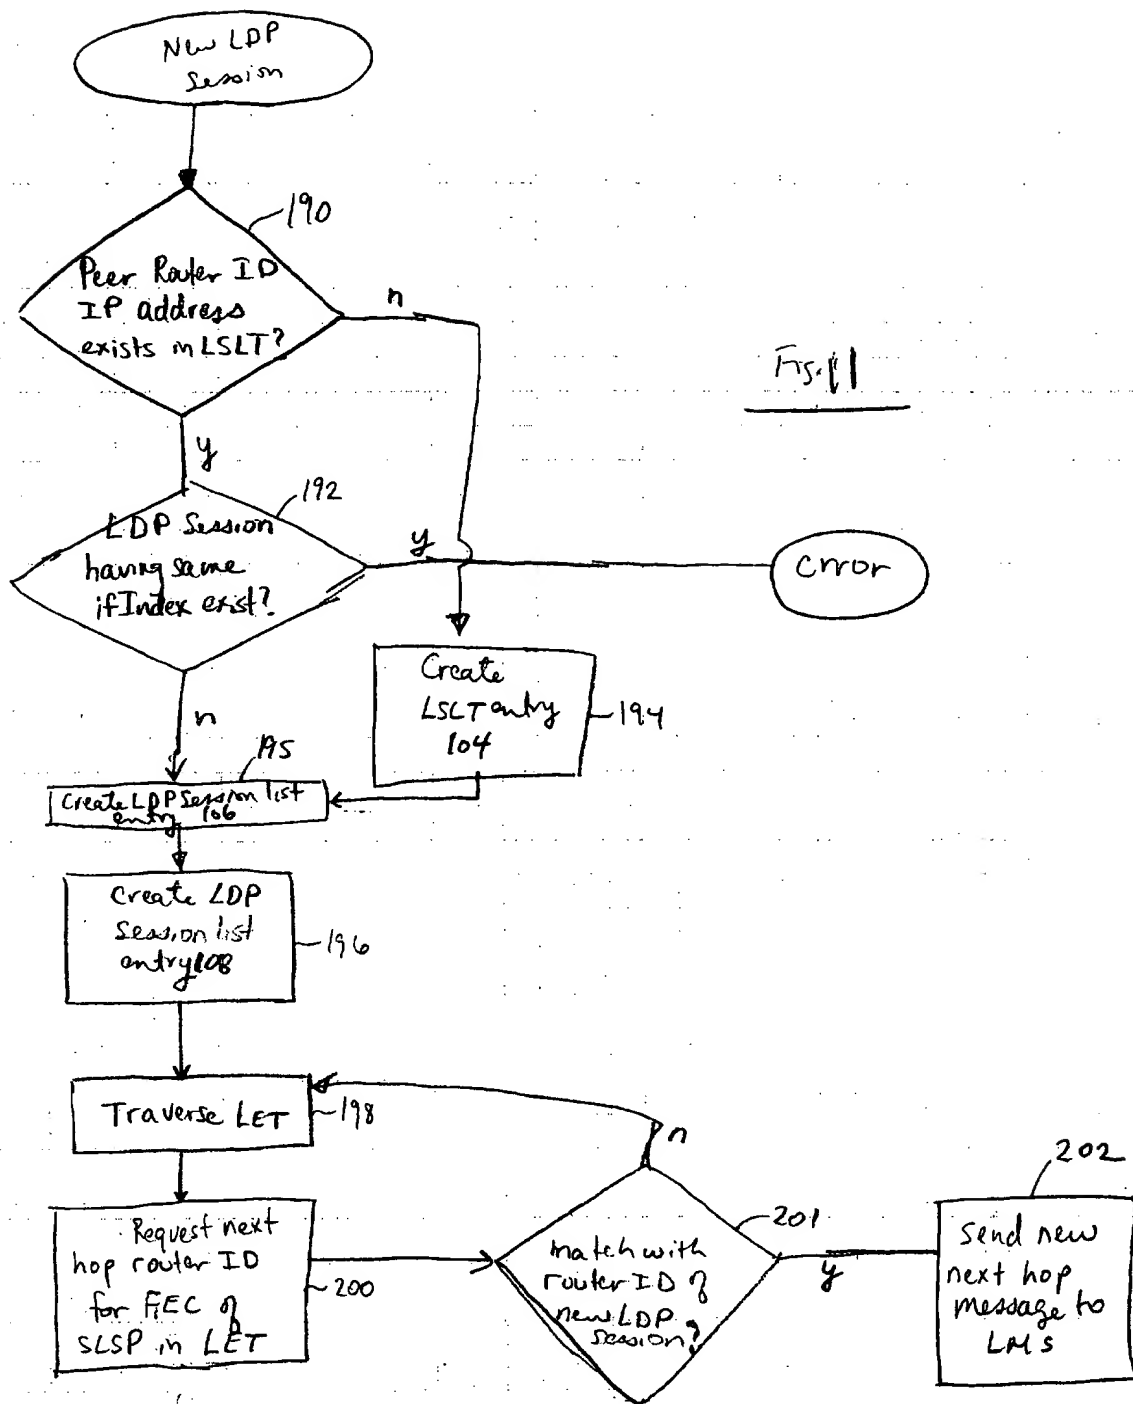 New LDP
Session
190
Peer Router ID
IP address
exists in LSLT?
n
Fig. 11
y
192
LDP Session
having same
ifIndex exist?
y
error
Create
LSLT entry
104
194
n
195
Create LDP Session list
entry 106
Create LDP
Session list
entry 108
196
Traverse LET
198
n
202
201
Request next
hop router ID
for FEC of
SLSP in LET
200
match with
router ID of
new LDP
session?
y
Send new
next hop
message to
LMS